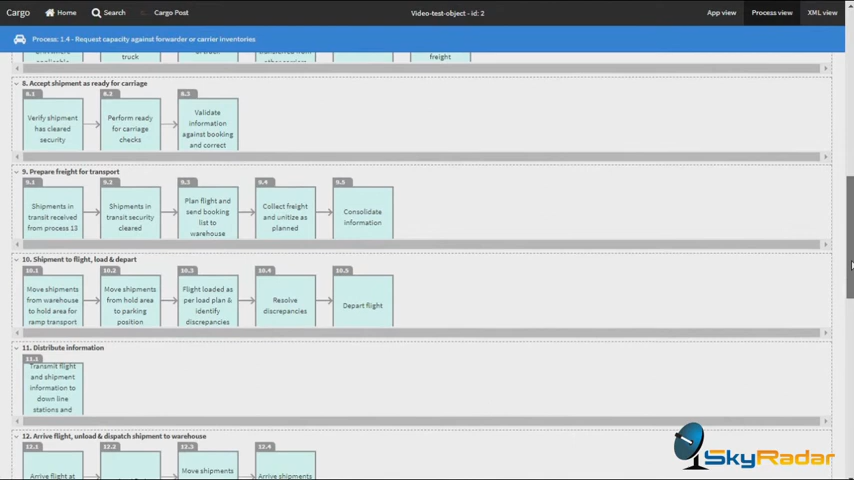 Cargo Home Search Cargo Post Video-test-object - id: 2 App view Process view XML view
Process: 1.4 - Request capacity against forwarder or carrier inventories
truck
freight
8. Accept shipment as ready for carriage
8.1 8.2 8.3
Verify shipment
has cleared
security
Perform ready
for carriage
checks
Validate
information
against booking
and correct
9. Prepare freight for transport
9.1 9.2 9.3 9.4 9.5
Shipments in
transit received
from process 13
Shipments in
transit security
cleared
Plan flight and
send booking
list to
warehouse
Collect freight
and unitize as
planned
Consolidate
information
10. Shipment to flight, load & depart
10.1 10.2 10.3 10.4 10.5
Move shipments
from warehouse
to hold area for
ramp transport
Move shipments
from hold area
to parking
position
Flight loaded as
per load plan &
identify
discrepancies
Resolve
discrepancies
Depart flight
11. Distribute information
11.1
Transmit flight
and shipment
information to
down line
stations and
12. Arrive flight, unload & dispatch shipment to warehouse
12.1 12.2 12.3 12.4
Arrive flight at
Move shipments
Arrive shipments
SkyRadar